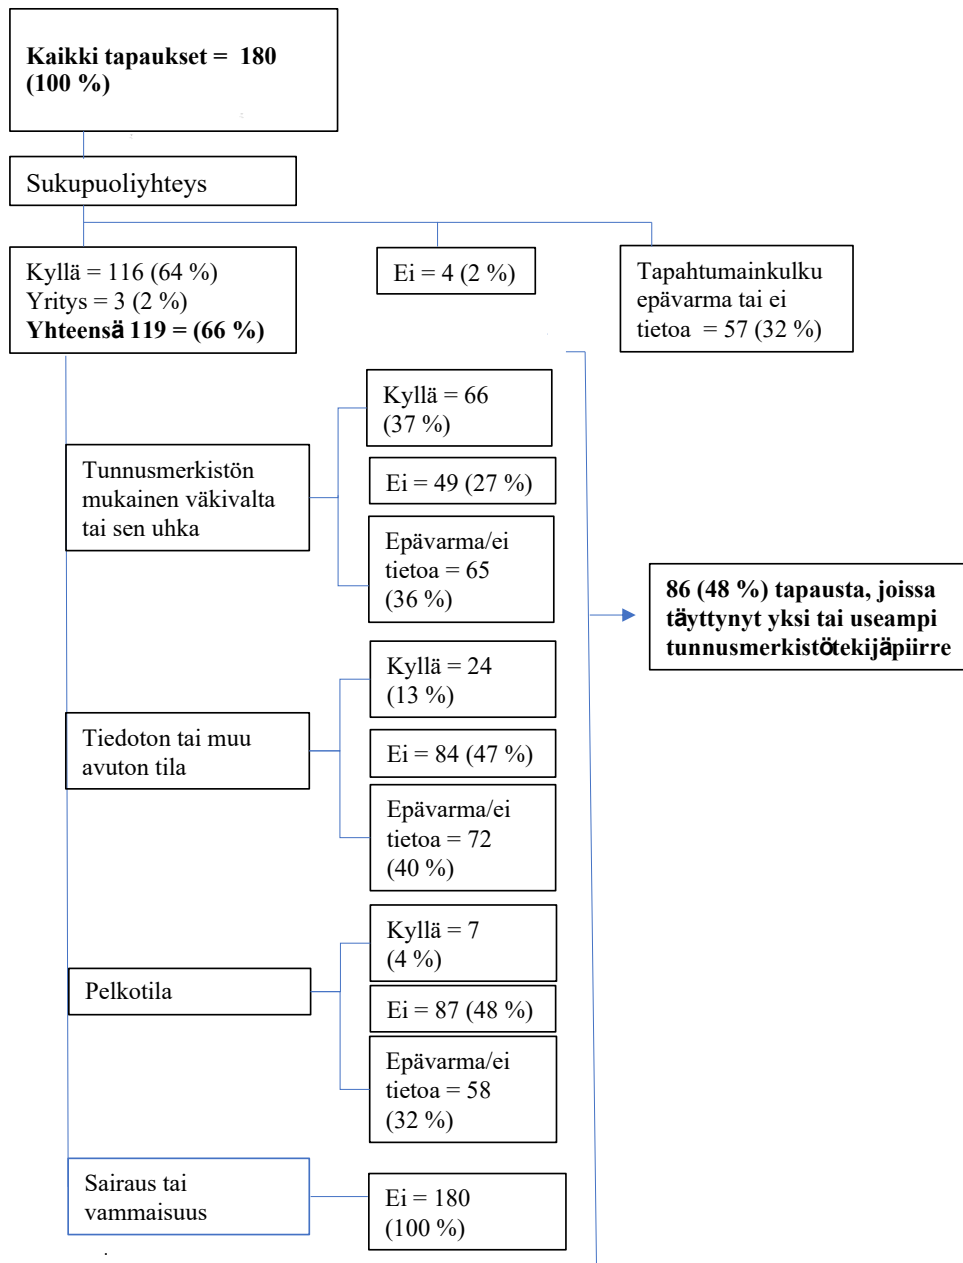 Kaikki tapaukset = 180
(100 %)
Sukupuoliyhteys
Kyllä = 116 (64 %)
Yritys = 3 (2 %)
Yhteensä 119 = (66 %)
Ei = 4 (2 %)
Tapahtumainkulku
epävarma tai ei
tietoa = 57 (32 %)
Tunnusmerkistön
mukainen väkivalta
tai sen uhka
Kyllä = 66
(37 %)
Ei = 49 (27 %)
Epävarma/ei
tietoa = 65
(36 %)
86 (48 %) tapausta, joissa
täyttynyt yksi tai useampi
tunnusmerkistötekijäpiirre
Tiedoton tai muu
avuton tila
Kyllä = 24
(13 %)
Ei = 84 (47 %)
Epävarma/ei
tietoa = 72
(40 %)
Pelkotila
Kyllä = 7
(4 %)
Ei = 87 (48 %)
Epävarma/ei
tietoa = 58
(32 %)
Sairaus tai
vammaisuus
Ei = 180
(100 %)